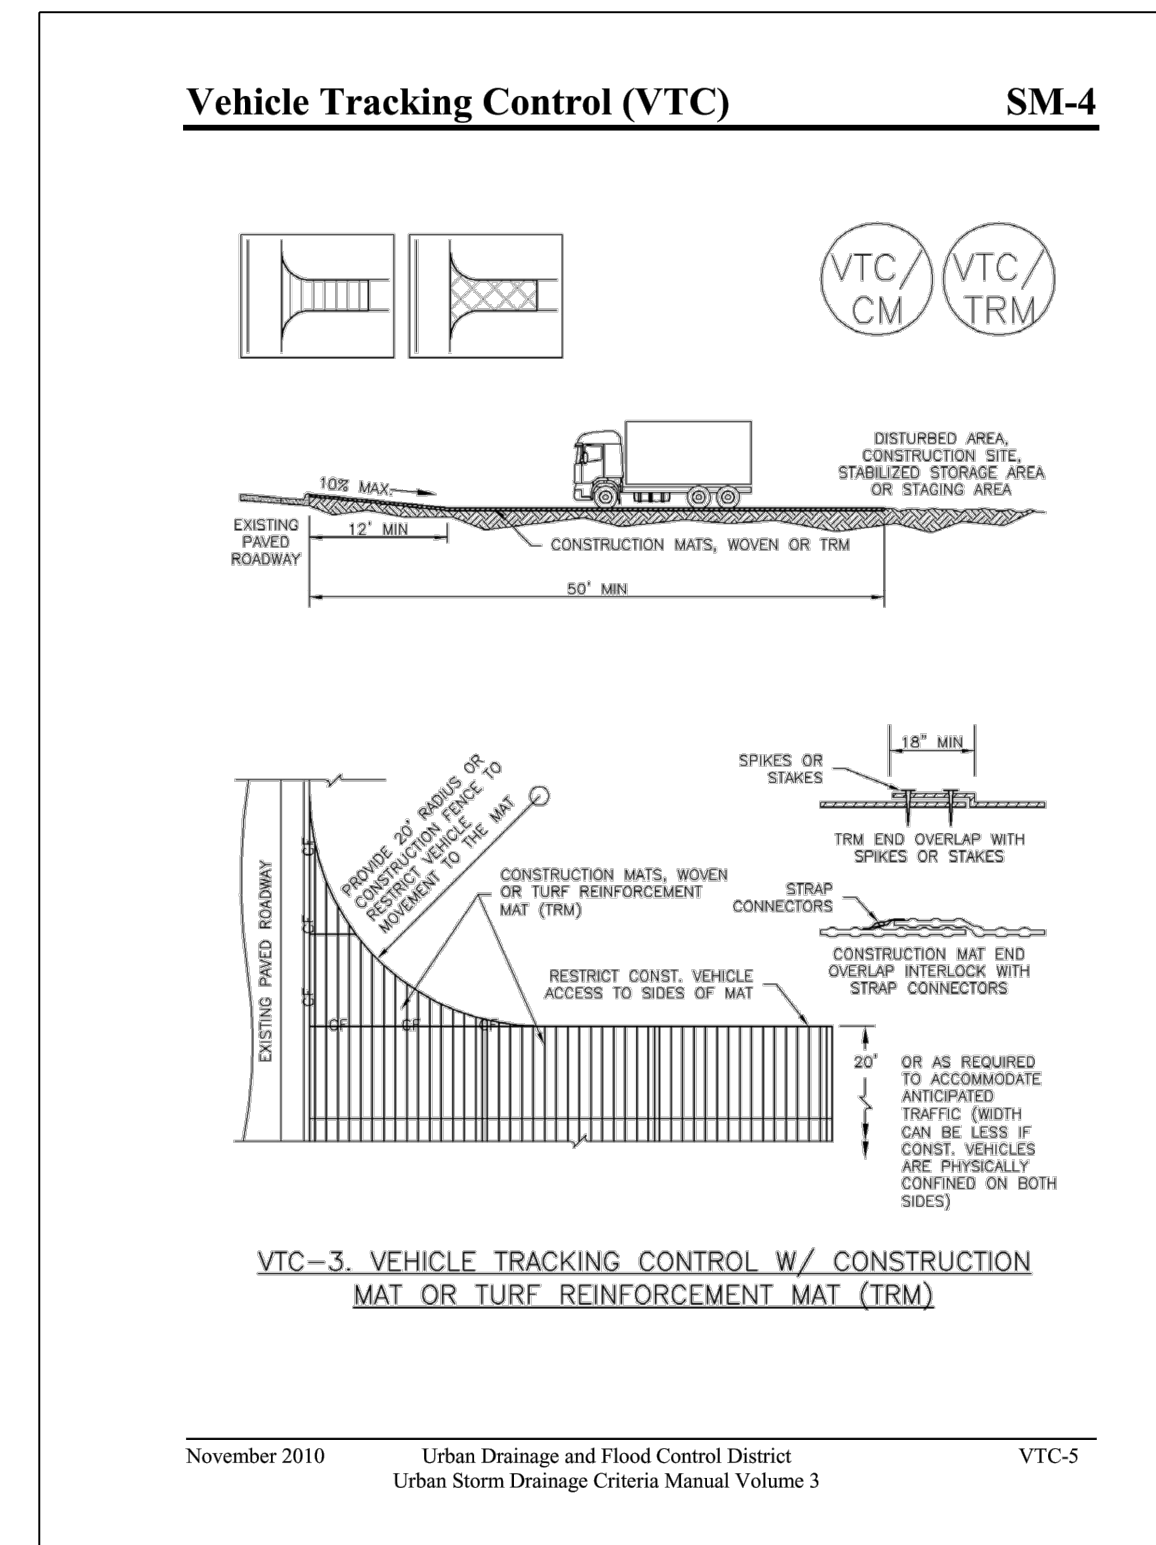 Vehicle Tracking Control (VTC) SM-4
VTC/
CM
VTC/
TRM
DISTURBED AREA,
CONSTRUCTION SITE,
STABILIZED STORAGE AREA
OR STAGING AREA
10% MAX.
EXISTING
PAVED
ROADWAY
12' MIN
CONSTRUCTION MATS, WOVEN OR TRM
50' MIN
18" MIN
SPIKES OR
STAKES
TRM END OVERLAP WITH
SPIKES OR STAKES
PROVIDE 20' RADIUS OR
CONSTRUCTION FENCE TO
RESTRICT VEHICLE
MOVEMENT TO THE MAT
CF
CF
CF
CF
CF
CF
EXISTING PAVED ROADWAY
CONSTRUCTION MATS, WOVEN
OR TURF REINFORCEMENT
MAT (TRM)
STRAP
CONNECTORS
CONSTRUCTION MAT END
OVERLAP INTERLOCK WITH
STRAP CONNECTORS
RESTRICT CONST. VEHICLE
ACCESS TO SIDES OF MAT
20'
OR AS REQUIRED
TO ACCOMMODATE
ANTICIPATED
TRAFFIC (WIDTH
CAN BE LESS IF
CONST. VEHICLES
ARE PHYSICALLY
CONFINED ON BOTH
SIDES)
VTC-3. VEHICLE TRACKING CONTROL W/ CONSTRUCTION
MAT OR TURF REINFORCEMENT MAT (TRM)
November 2010 Urban Drainage and Flood Control District VTC-5
Urban Storm Drainage Criteria Manual Volume 3